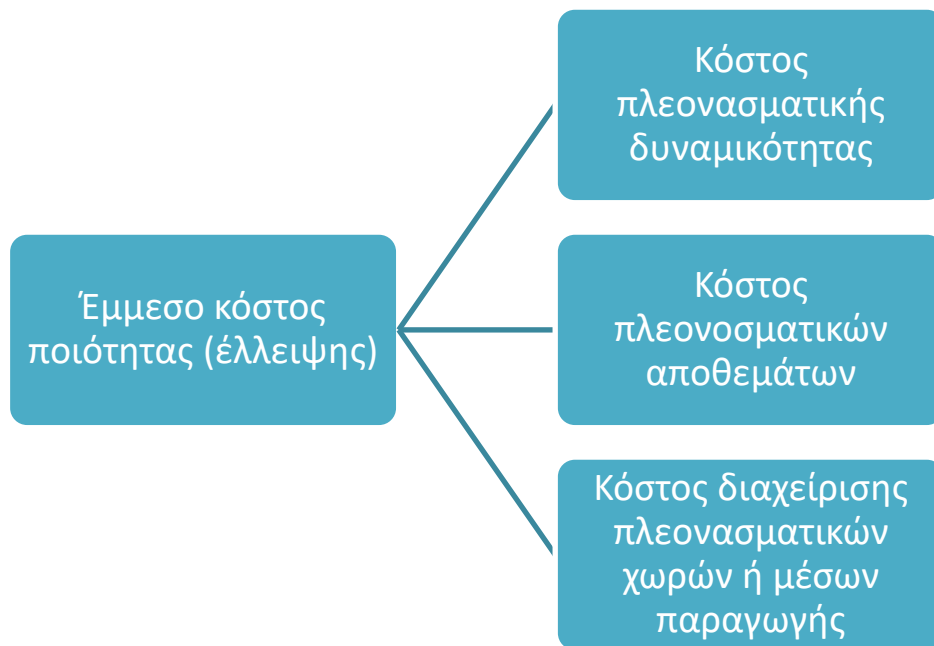 Κόστος
πλεονασματικής
δυναμικότητας
Έμμεσο κόστος
ποιότητας (έλλειψης)
Κόστος
πλεονοσματικών
αποθεμάτων
Κόστος διαχείρισης
πλεονασματικών
χωρών ή μέσων
παραγωγής